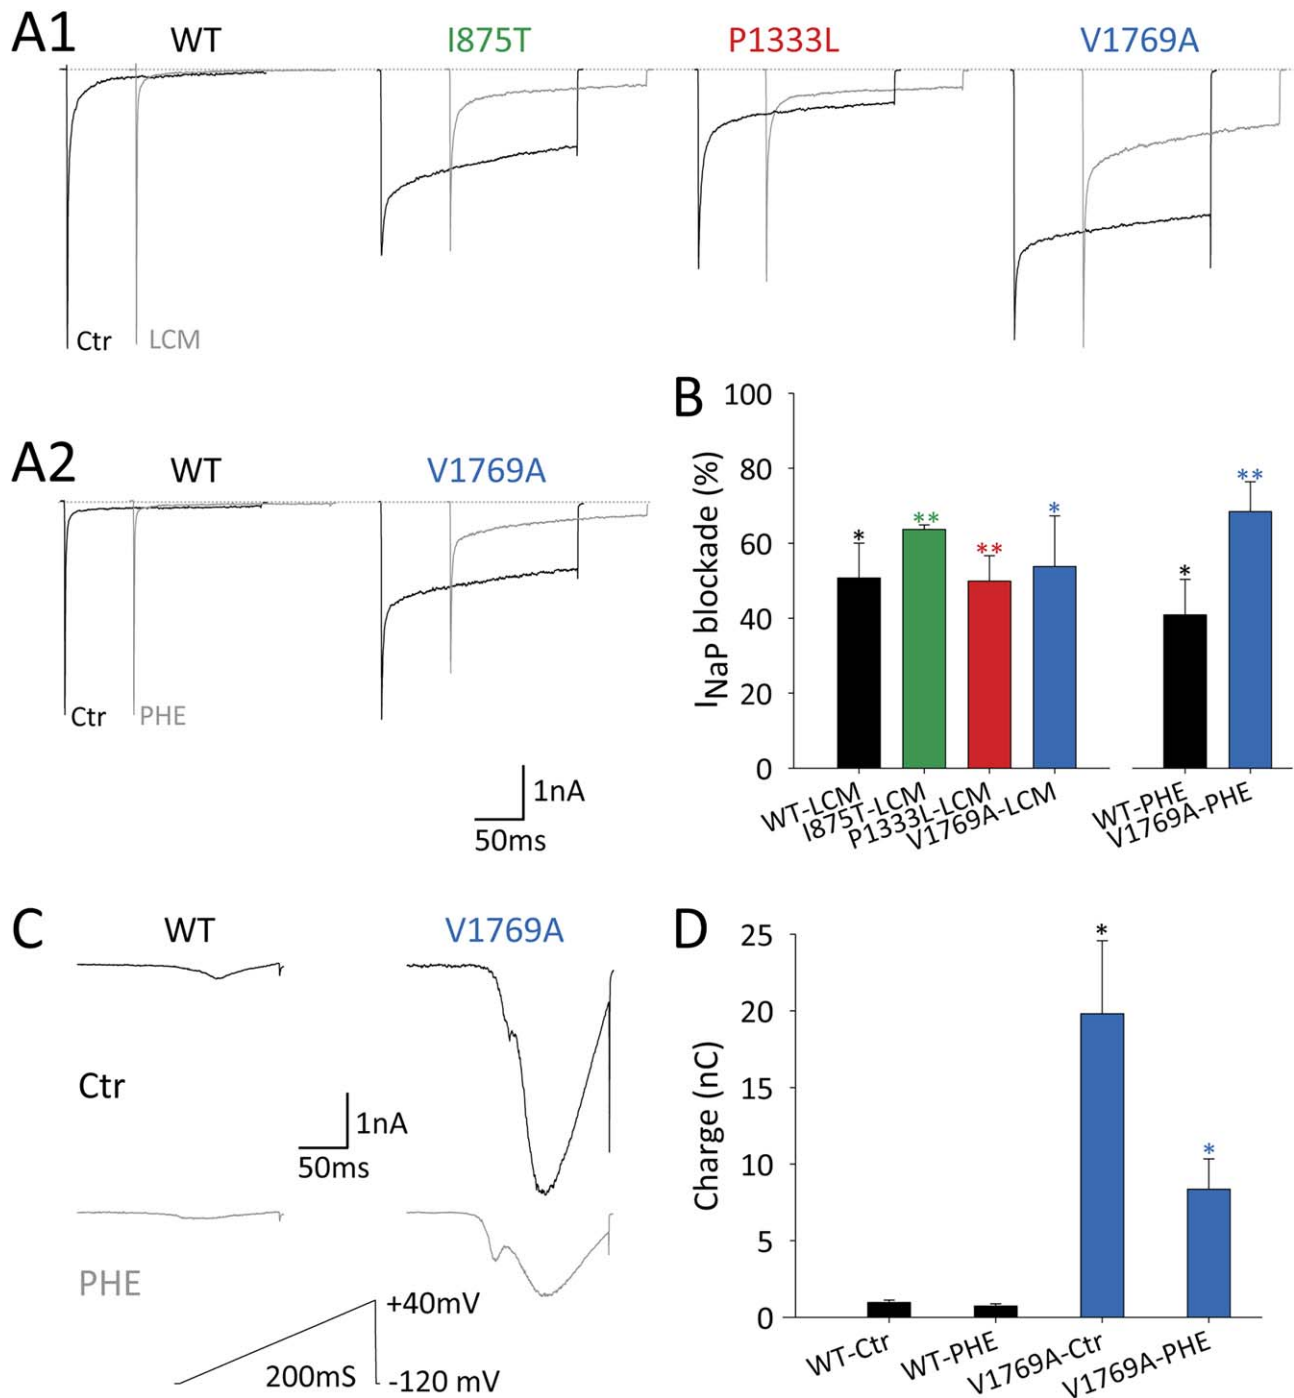 A1
WT
I875T
P1333L
V1769A
Ctr
LCM
A2
WT
V1769A
Ctr
PHE
1nA
50ms
B
100
80
60
40
20
0
I_NaP blockade (%)
*
**
**
*
*
**
WT-LCM
I875T-LCM
P1333L-LCM
V1769A-LCM
WT-PHE
V1769A-PHE
C
WT
V1769A
Ctr
1nA
50ms
PHE
+40mV
200mS
-120 mV
D
25
20
15
10
5
0
Charge (nC)
*
*
WT-Ctr
WT-PHE
V1769A-Ctr
V1769A-PHE